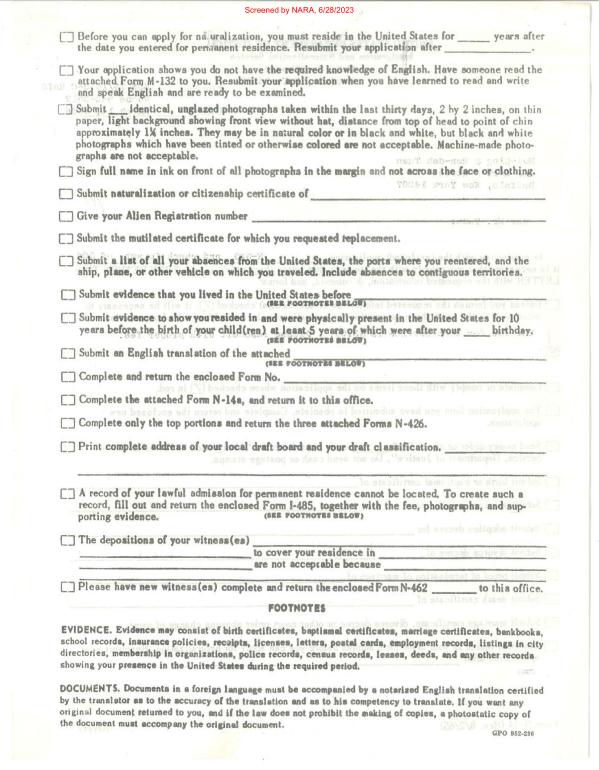 Screened by NARA, 6/28/2023
Before you can apply for naturalization, you must reside in the United States for ______ years after
the date you entered for permanent residence. Resubmit your application after ______________.
Your application shows you do not have the required knowledge of English. Have someone read the
attached Form M-132 to you. Resubmit your application when you have learned to read and write
and speak English and are ready to be examined.
Submit ___ identical, unglazed photographs taken within the last thirty days, 2 by 2 inches, on thin
paper, light background showing front view without hat, distance from top of head to point of chin
approximately 1¼ inches. They may be in natural color or in black and white, but black and white
photographs which have been tinted or otherwise colored are not acceptable. Machine-made photo-
graphs are not acceptable.
Sign full name in ink on front of all photographs in the margin and not across the face or clothing.
Submit naturalization or citizenship certificate of ______________
Give your Alien Registration number ______________
Submit the mutilated certificate for which you requested replacement.
Submit a list of all your absences from the United States, the ports where you reentered, and the
ship, plane, or other vehicle on which you traveled. Include absences to contiguous territories.
Submit evidence that you lived in the United States before ______________
(SEE FOOTNOTES BELOW)
Submit evidence to show you resided in and were physically present in the United States for 10
years before the birth of your child(ren) at least 5 years of which were after your ____ birthday.
(SEE FOOTNOTES BELOW)
Submit an English translation of the attached ______________
(SEE FOOTNOTES BELOW)
Complete and return the enclosed Form No. ______________
Complete the attached Form N-14a, and return it to this office.
Complete only the top portions and return the three attached Forms N-426.
Print complete address of your local draft board and your draft classification. ______________
A record of your lawful admission for permanent residence cannot be located. To create such a
record, fill out and return the enclosed Form I-485, together with the fee, photographs, and sup-
porting evidence. (SEE FOOTNOTES BELOW)
The depositions of your witness(es) ______________
______________ to cover your residence in ______________
______________ are not acceptable because ______________
Please have new witness(es) complete and return the enclosed Form N-462 ________ to this office.
FOOTNOTES
EVIDENCE. Evidence may consist of birth certificates, baptismal certificates, marriage certificates, bankbooks,
school records, insurance policies, receipts, licenses, letters, postal cards, employment records, listings in city
directories, membership in organizations, police records, census records, leases, deeds, and any other records
showing your presence in the United States during the required period.
DOCUMENTS. Documents in a foreign language must be accompanied by a notarized English translation certified
by the translator as to the accuracy of the translation and as to his competency to translate. If you want any
original document returned to you, and if the law does not prohibit the making of copies, a photostatic copy of
the document must accompany the original document.
GPO 952-236